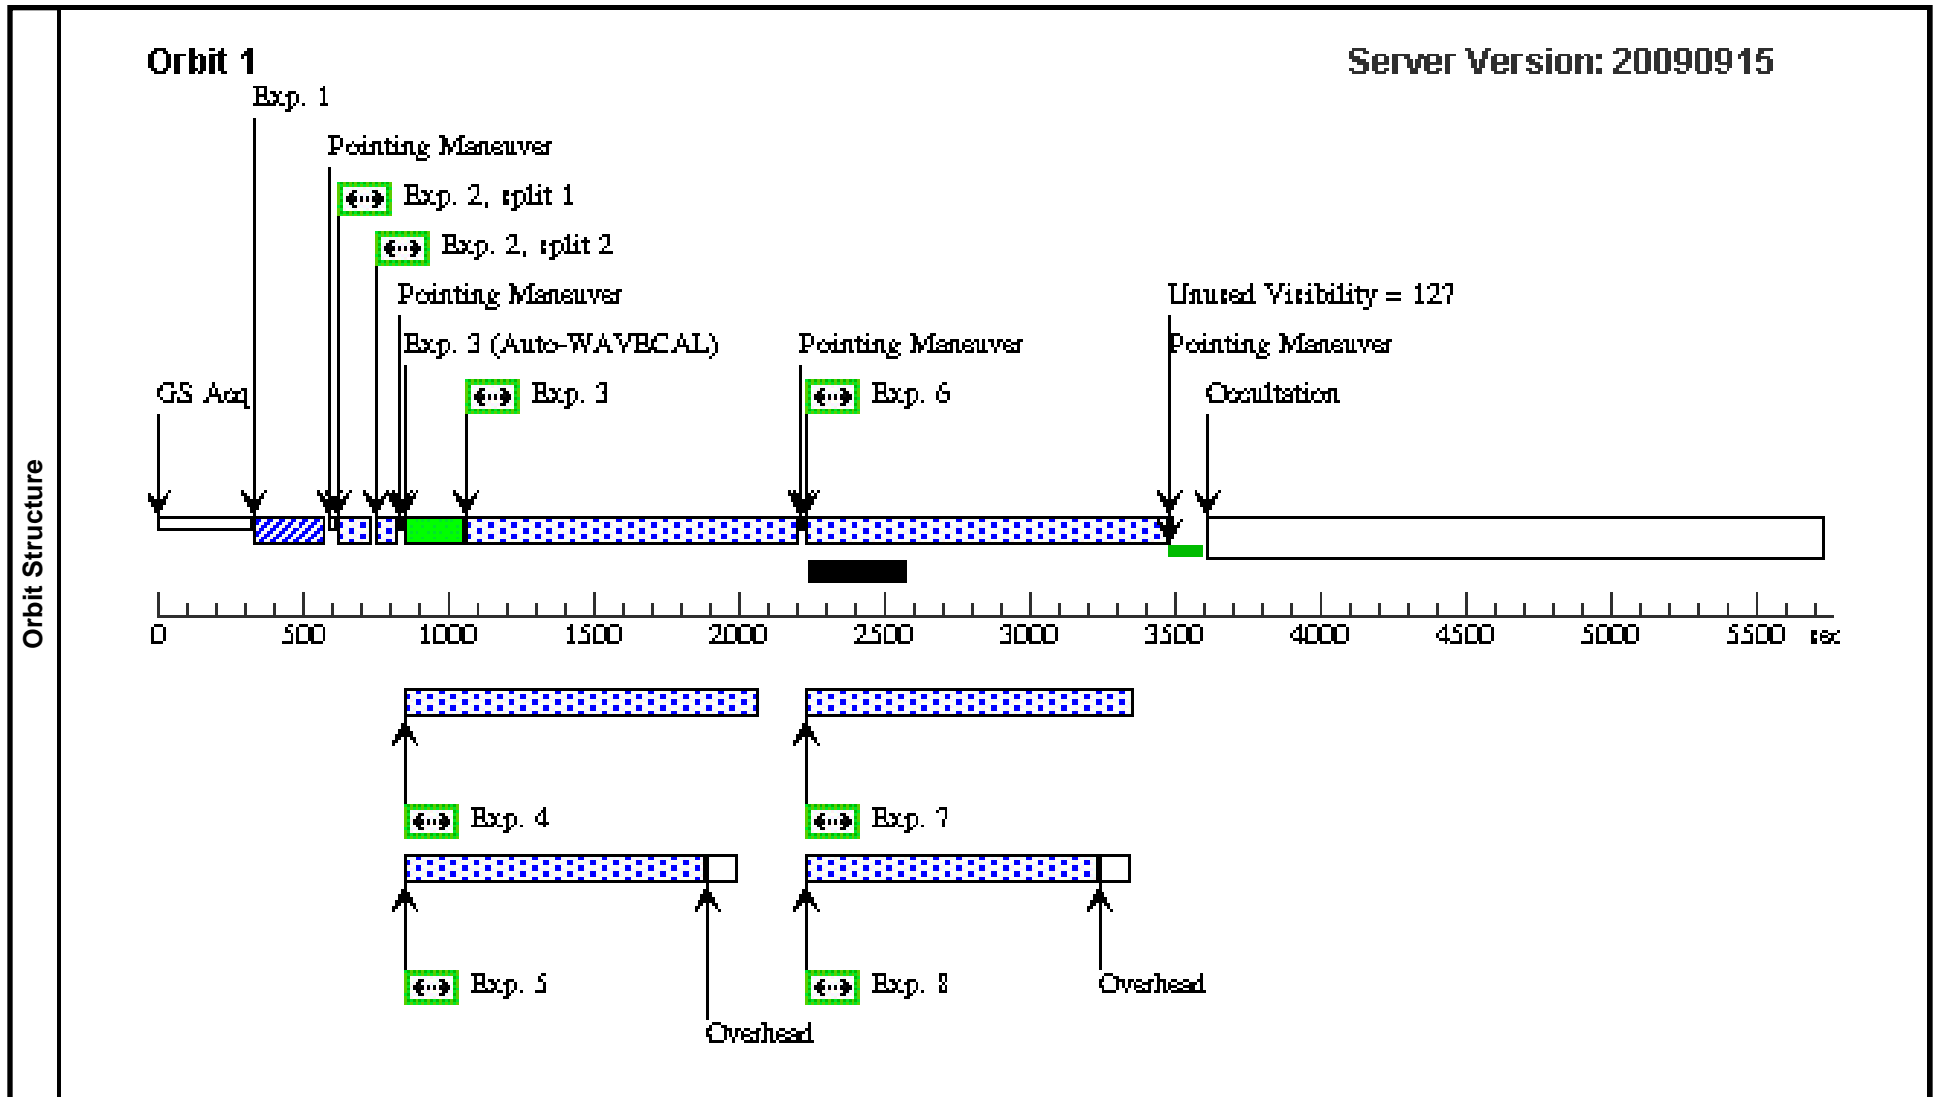 Orbit 1
Server Version: 20090915
Exp. 1
Pointing Maneuver
Exp. 2, split 1
Exp. 2, split 2
Pointing Maneuver
Unused Visibility = 127
Exp. 3 (Auto-WAVECAL)
Pointing Maneuver
Pointing Maneuver
GS Acq
Exp. 3
Exp. 6
Occultation
Orbit Structure
0 500 1000 1500 2000 2500 3000 3500 4000 4500 5000 5500 sec
Exp. 4
Exp. 7
Exp. 5
Exp. 8
Overhead
Overhead